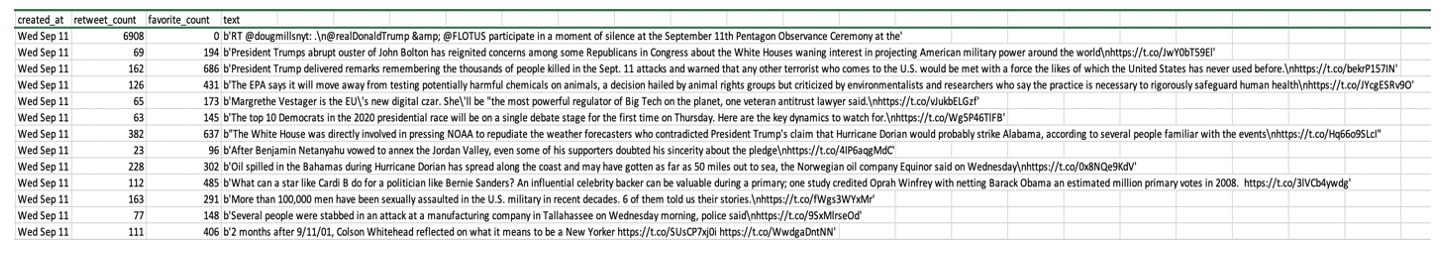 created_at retweet_count favorite_count text
Wed Sep 11 6908 0 b'RT @dougmillsnyt: .\n@realDonaldTrump &amp; @FLOTUS participate in a moment of silence at the September 11th Pentagon Observance Ceremony at the'
Wed Sep 11 69 194 b'President Trumps abrupt ouster of John Bolton has reignited concerns among some Republicans in Congress about the White Houses waning interest in projecting American military power around the world\nhttps://t.co/JwY0bT59El'
Wed Sep 11 162 686 b'President Trump delivered remarks remembering the thousands of people killed in the Sept. 11 attacks and warned that any other terrorist who comes to the U.S. would be met with a force the likes of which the United States has never used before.\nhttps://t.co/bekrP157lN'
Wed Sep 11 126 431 b'The EPA says it will move away from testing potentially harmful chemicals on animals, a decision hailed by animal rights groups but criticized by environmentalists and researchers who say the practice is necessary to rigorously safeguard human health\nhttps://t.co/JYcgESRv9O'
Wed Sep 11 65 173 b'Margrethe Vestager is the EU\'s new digital czar. She\'ll be "the most powerful regulator of Big Tech on the planet, one veteran antitrust lawyer said.\nhttps://t.co/vJukbELGzf'
Wed Sep 11 63 145 b'The top 10 Democrats in the 2020 presidential race will be on a single debate stage for the first time on Thursday. Here are the key dynamics to watch for.\nhttps://t.co/Wg5P46TlFB'
Wed Sep 11 382 637 b"The White House was directly involved in pressing NOAA to repudiate the weather forecasters who contradicted President Trump's claim that Hurricane Dorian would probably strike Alabama, according to several people familiar with the events\nhttps://t.co/Hq66o95LcI"
Wed Sep 11 23 96 b'After Benjamin Netanyahu vowed to annex the Jordan Valley, even some of his supporters doubted his sincerity about the pledge\nhttps://t.co/4IP6aqgMdC'
Wed Sep 11 228 302 b'Oil spilled in the Bahamas during Hurricane Dorian has spread along the coast and may have gotten as far as 50 miles out to sea, the Norwegian oil company Equinor said on Wednesday\nhttps://t.co/0x8NQe9KdV'
Wed Sep 11 112 485 b'What can a star like Cardi B do for a politician like Bernie Sanders? An influential celebrity backer can be valuable during a primary; one study credited Oprah Winfrey with netting Barack Obama an estimated million primary votes in 2008.  https://t.co/3lVCb4ywdg'
Wed Sep 11 163 291 b'More than 100,000 men have been sexually assaulted in the U.S. military in recent decades. 6 of them told us their stories.\nhttps://t.co/fWgs3WYxMr'
Wed Sep 11 77 148 b'Several people were stabbed in an attack at a manufacturing company in Tallahassee on Wednesday morning, police said\nhttps://t.co/9SxMlrseOd'
Wed Sep 11 111 406 b'2 months after 9/11/01, Colson Whitehead reflected on what it means to be a New Yorker https://t.co/SUsCP7xj0i https://t.co/WwdgaDntNN'